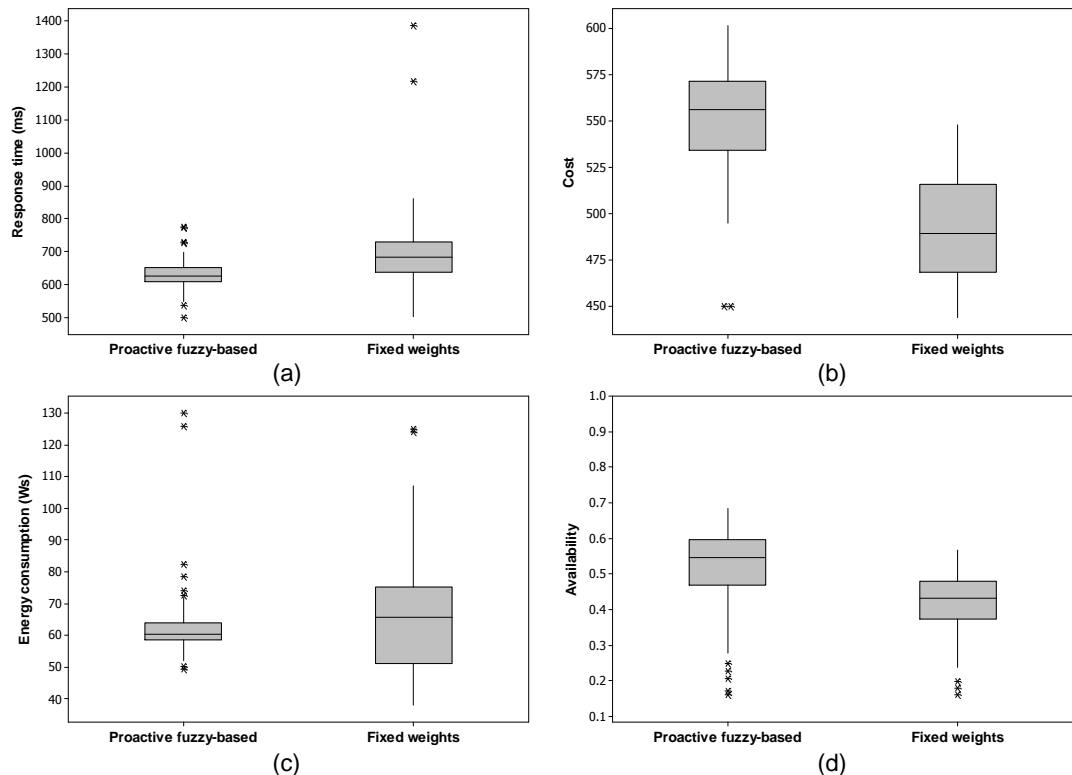 Response time (ms)
1400
1300
1200
1100
1000
900
800
700
600
500
Proactive fuzzy-based
Fixed weights
(a)
Cost
600
575
550
525
500
475
450
Proactive fuzzy-based
Fixed weights
(b)
Energy consumption (Ws)
130
120
110
100
90
80
70
60
50
40
Proactive fuzzy-based
Fixed weights
(c)
Availability
1.0
0.9
0.8
0.7
0.6
0.5
0.4
0.3
0.2
0.1
Proactive fuzzy-based
Fixed weights
(d)